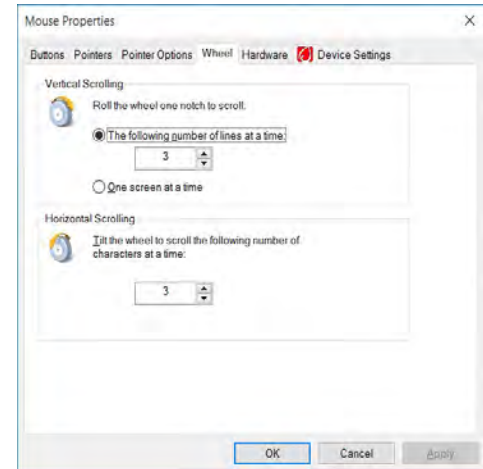 Mouse Properties
Buttons Pointers Pointer Options Wheel Hardware Device Settings
Vertical Scrolling
Roll the wheel one notch to scroll:
The following number of lines at a time:
3
One screen at a time
Horizontal Scrolling
Tilt the wheel to scroll the following number of
characters at a time:
3
OK Cancel Apply